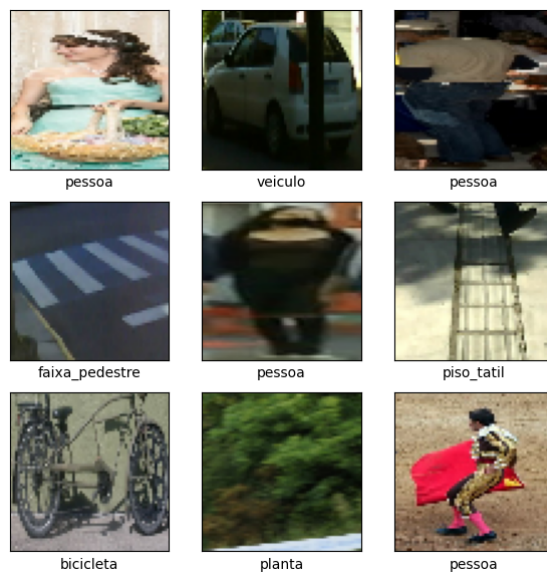 pessoa
veiculo
pessoa
faixa_pedestre
pessoa
piso_tatil
bicicleta
planta
pessoa